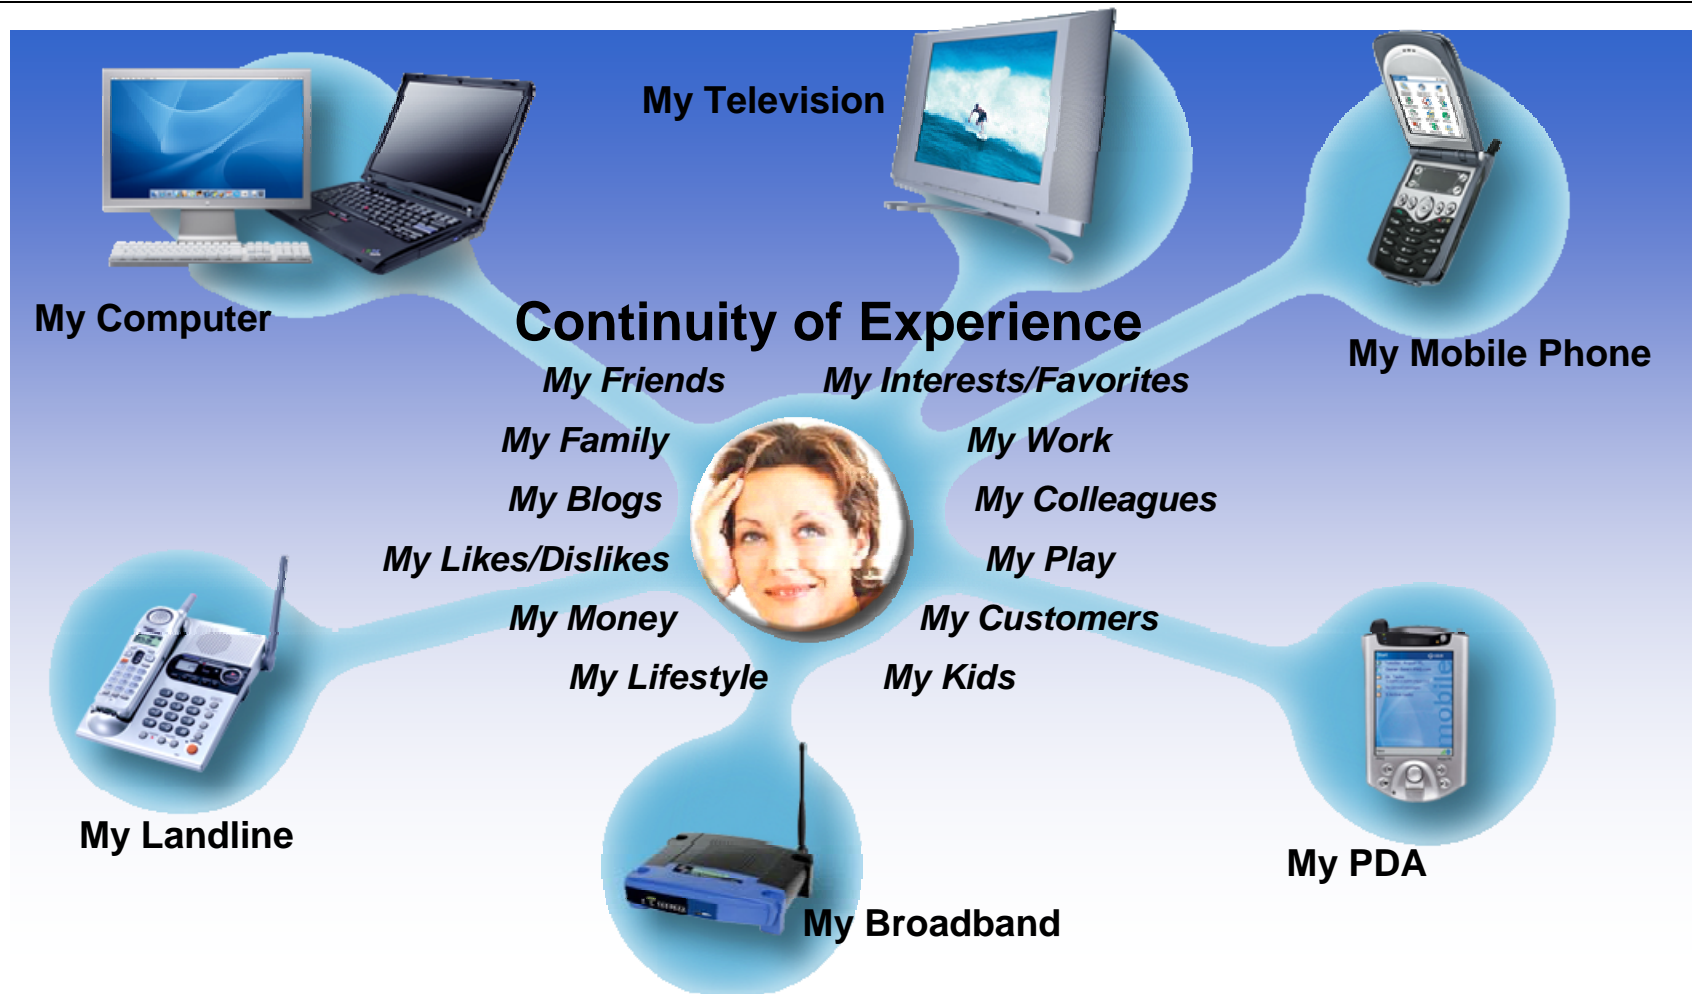 My Television
My Computer
Continuity of Experience
My Mobile Phone
My Friends My Interests/Favorites
My Family My Work
My Blogs My Colleagues
My Likes/Dislikes My Play
My Money My Customers
My Lifestyle My Kids
mobile
My Landline
My PDA
My Broadband